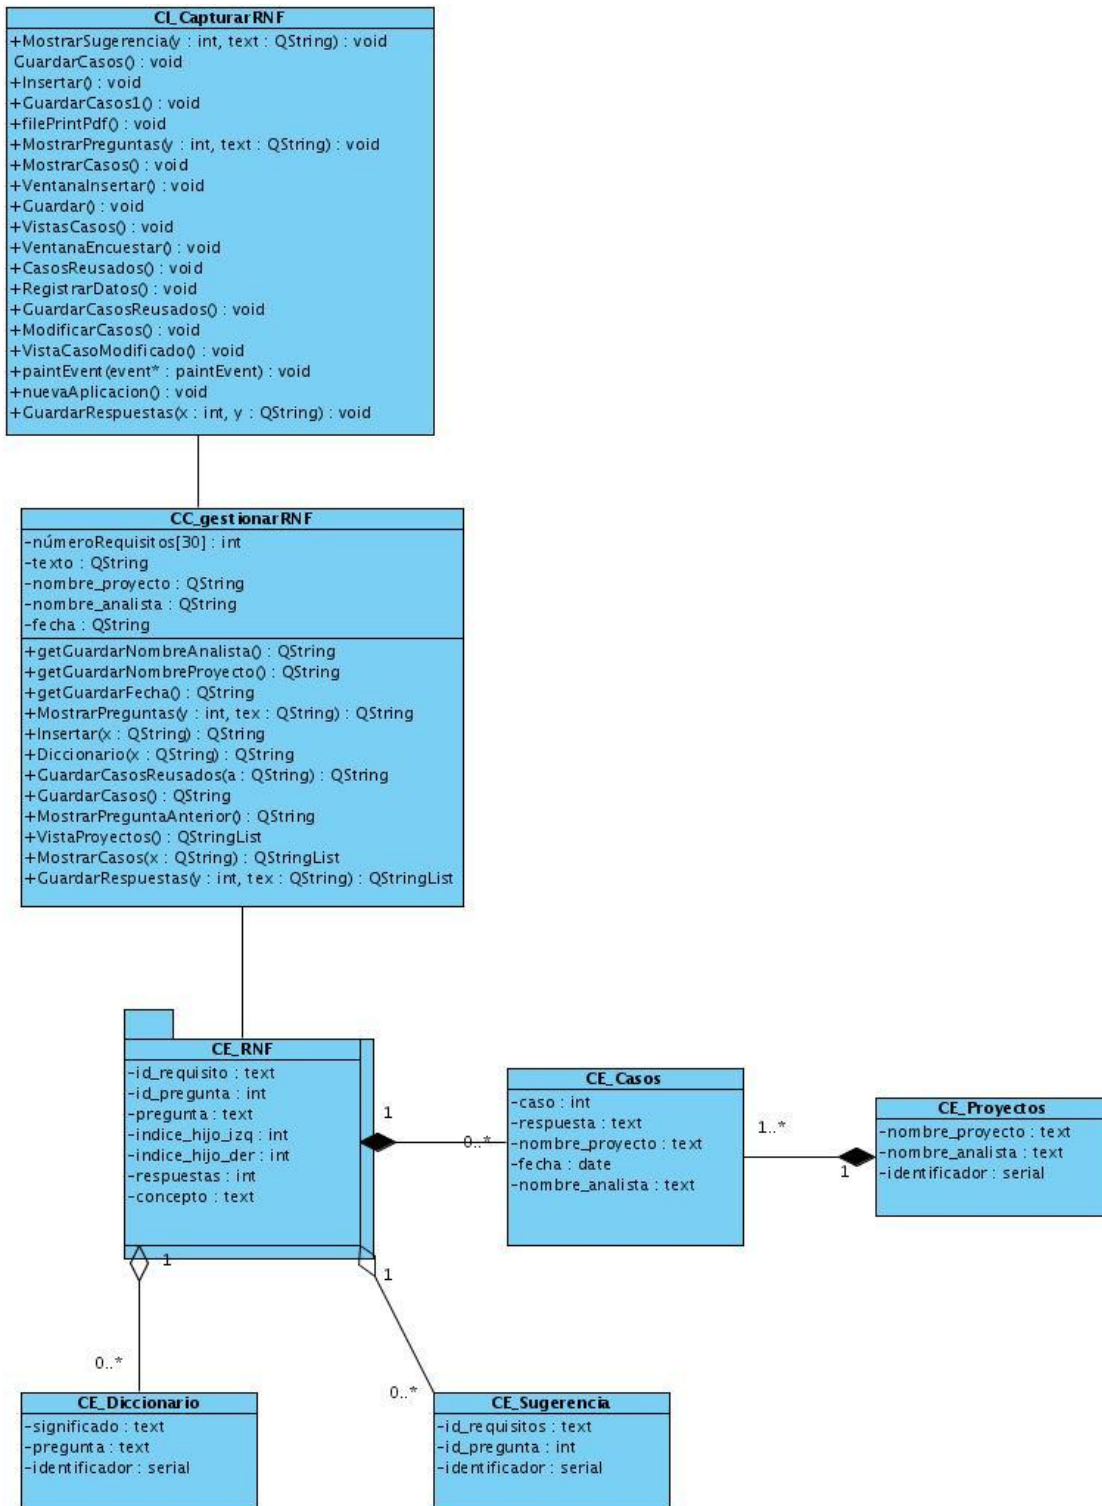 CI_CapturarRNF
+MostrarSugerencia(y : int, text : QString) : void
GuardarCasos() : void
+Insertar() : void
+GuardarCasos1() : void
+filePrintPdf() : void
+MostrarPreguntas(y : int, text : QString) : void
+MostrarCasos() : void
+VentanaInsertar() : void
+Guardar() : void
+VistasCasos() : void
+VentanaEncuestar() : void
+CasosReusados() : void
+RegistrarDatos() : void
+GuardarCasosReusados() : void
+ModificarCasos() : void
+VistaCasoModificado() : void
+paintEvent(event* : paintEvent) : void
+nuevaAplicacion() : void
+GuardarRespuestas(x : int, y : QString) : void
CC_gestionarRNF
-númeroRequisitos[30] : int
-texto : QString
-nombre_proyecto : QString
-nombre_analista : QString
-fecha : QString
+getGuardarNombreAnalista() : QString
+getGuardarNombreProyecto() : QString
+getGuardarFecha() : QString
+MostrarPreguntas(y : int, tex : QString) : QString
+Insertar(x : QString) : QString
+Diccionario(x : QString) : QString
+GuardarCasosReusados(a : QString) : QString
+GuardarCasos() : QString
+MostrarPreguntaAnterior() : QString
+VistaProyectos() : QStringList
+MostrarCasos(x : QString) : QStringList
+GuardarRespuestas(y : int, tex : QString) : QStringList
CE_RNF
-id_requisito : text
-id_pregunta : int
-pregunta : text
-indice_hijo_izq : int
-indice_hijo_der : int
-respuestas : int
-concepto : text
1
0..*
CE_Casos
-caso : int
-respuesta : text
-nombre_proyecto : text
-fecha : date
-nombre_analista : text
1..*
1
CE_Proyectos
-nombre_proyecto : text
-nombre_analista : text
-identificador : serial
1
1
0..*
0..*
CE_Diccionario
-significado : text
-pregunta : text
-identificador : serial
CE_Sugerencia
-id_requisitos : text
-id_pregunta : int
-identificador : serial